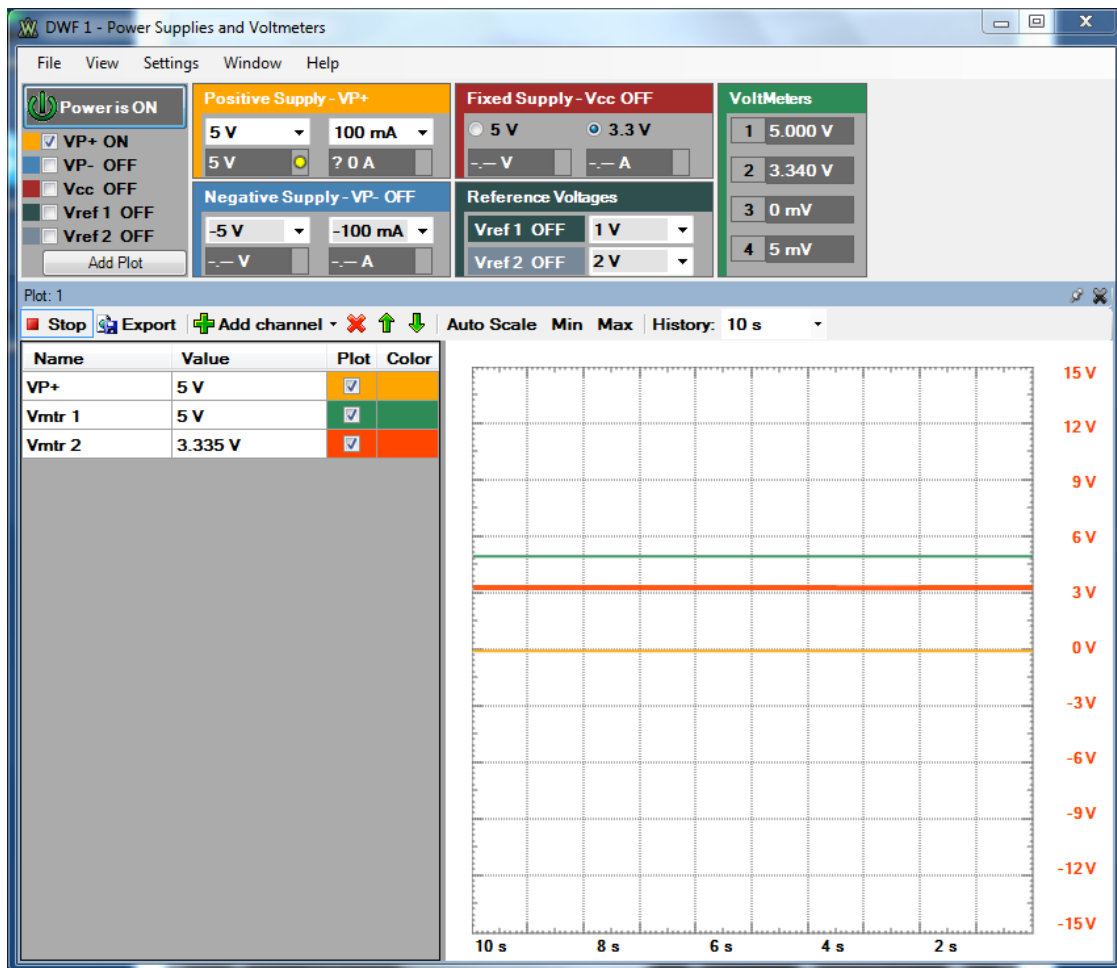 DWF 1 - Power Supplies and Voltmeters
File View Settings Window Help
Power is ON
VP+ ON
VP- OFF
Vcc OFF
Vref 1 OFF
Vref 2 OFF
Add Plot
Positive Supply - VP+
5 V 100 mA
5 V ? 0 A
Negative Supply - VP- OFF
-5 V -100 mA
-.-- V -.-- A
Fixed Supply - Vcc OFF
5 V 3.3 V
-.-- V -.-- A
Reference Voltages
Vref 1 OFF 1 V
Vref 2 OFF 2 V
VoltMeters
1 5.000 V
2 3.340 V
3 0 mV
4 5 mV
Plot: 1
Stop Export Add channel Auto Scale Min Max History: 10 s
Name Value Plot Color
VP+ 5 V
Vmtr 1 5 V
Vmtr 2 3.335 V
15 V
12 V
9 V
6 V
3 V
0 V
-3 V
-6 V
-9 V
-12 V
-15 V
10 s 8 s 6 s 4 s 2 s